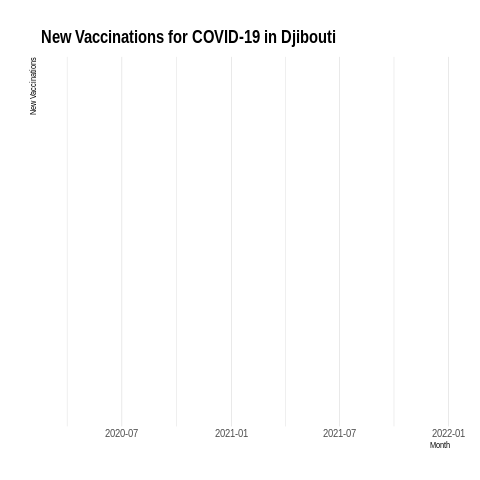 New Vaccinations for COVID-19 in Djibouti
New Vaccinations
2020-07
2021-01
2021-07
2022-01
Month